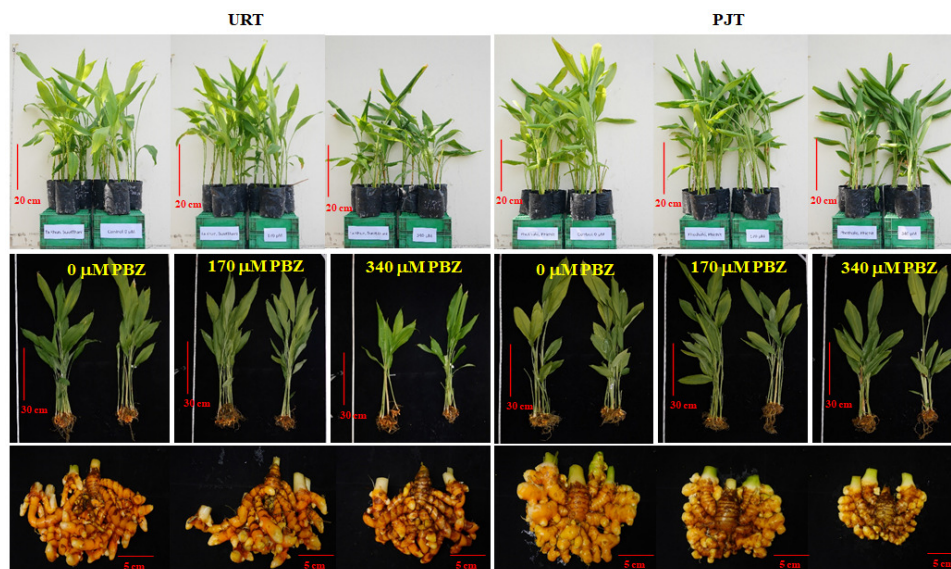 URT PJT
20 cm 20 cm 20 cm 20 cm 20 cm 20 cm
0 μM PBZ 170 μM PBZ 340 μM PBZ 0 μM PBZ 170 μM PBZ 340 μM PBZ
30 cm 30 cm 30 cm 30 cm 30 cm 30 cm
5 cm 5 cm 5 cm 5 cm 5 cm 5 cm